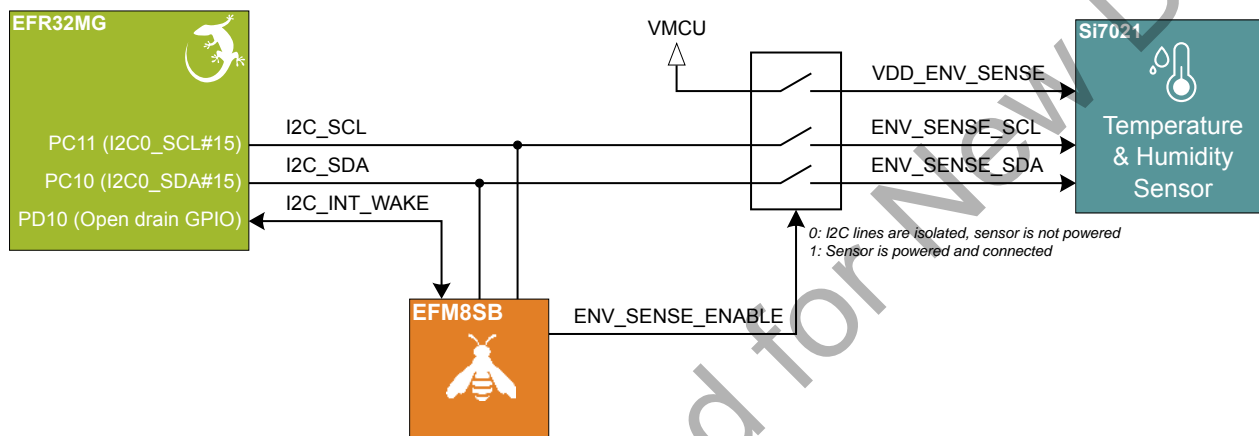 EFR32MG
VMCU
Si7021
VDD_ENV_SENSE
PC11 (I2C0_SCL#15)
I2C_SCL
ENV_SENSE_SCL
Temperature
& Humidity
Sensor
PC10 (I2C0_SDA#15)
I2C_SDA
ENV_SENSE_SDA
PD10 (Open drain GPIO)
I2C_INT_WAKE
0: I2C lines are isolated, sensor is not powered
1: Sensor is powered and connected
EFM8SB
ENV_SENSE_ENABLE
d for New D